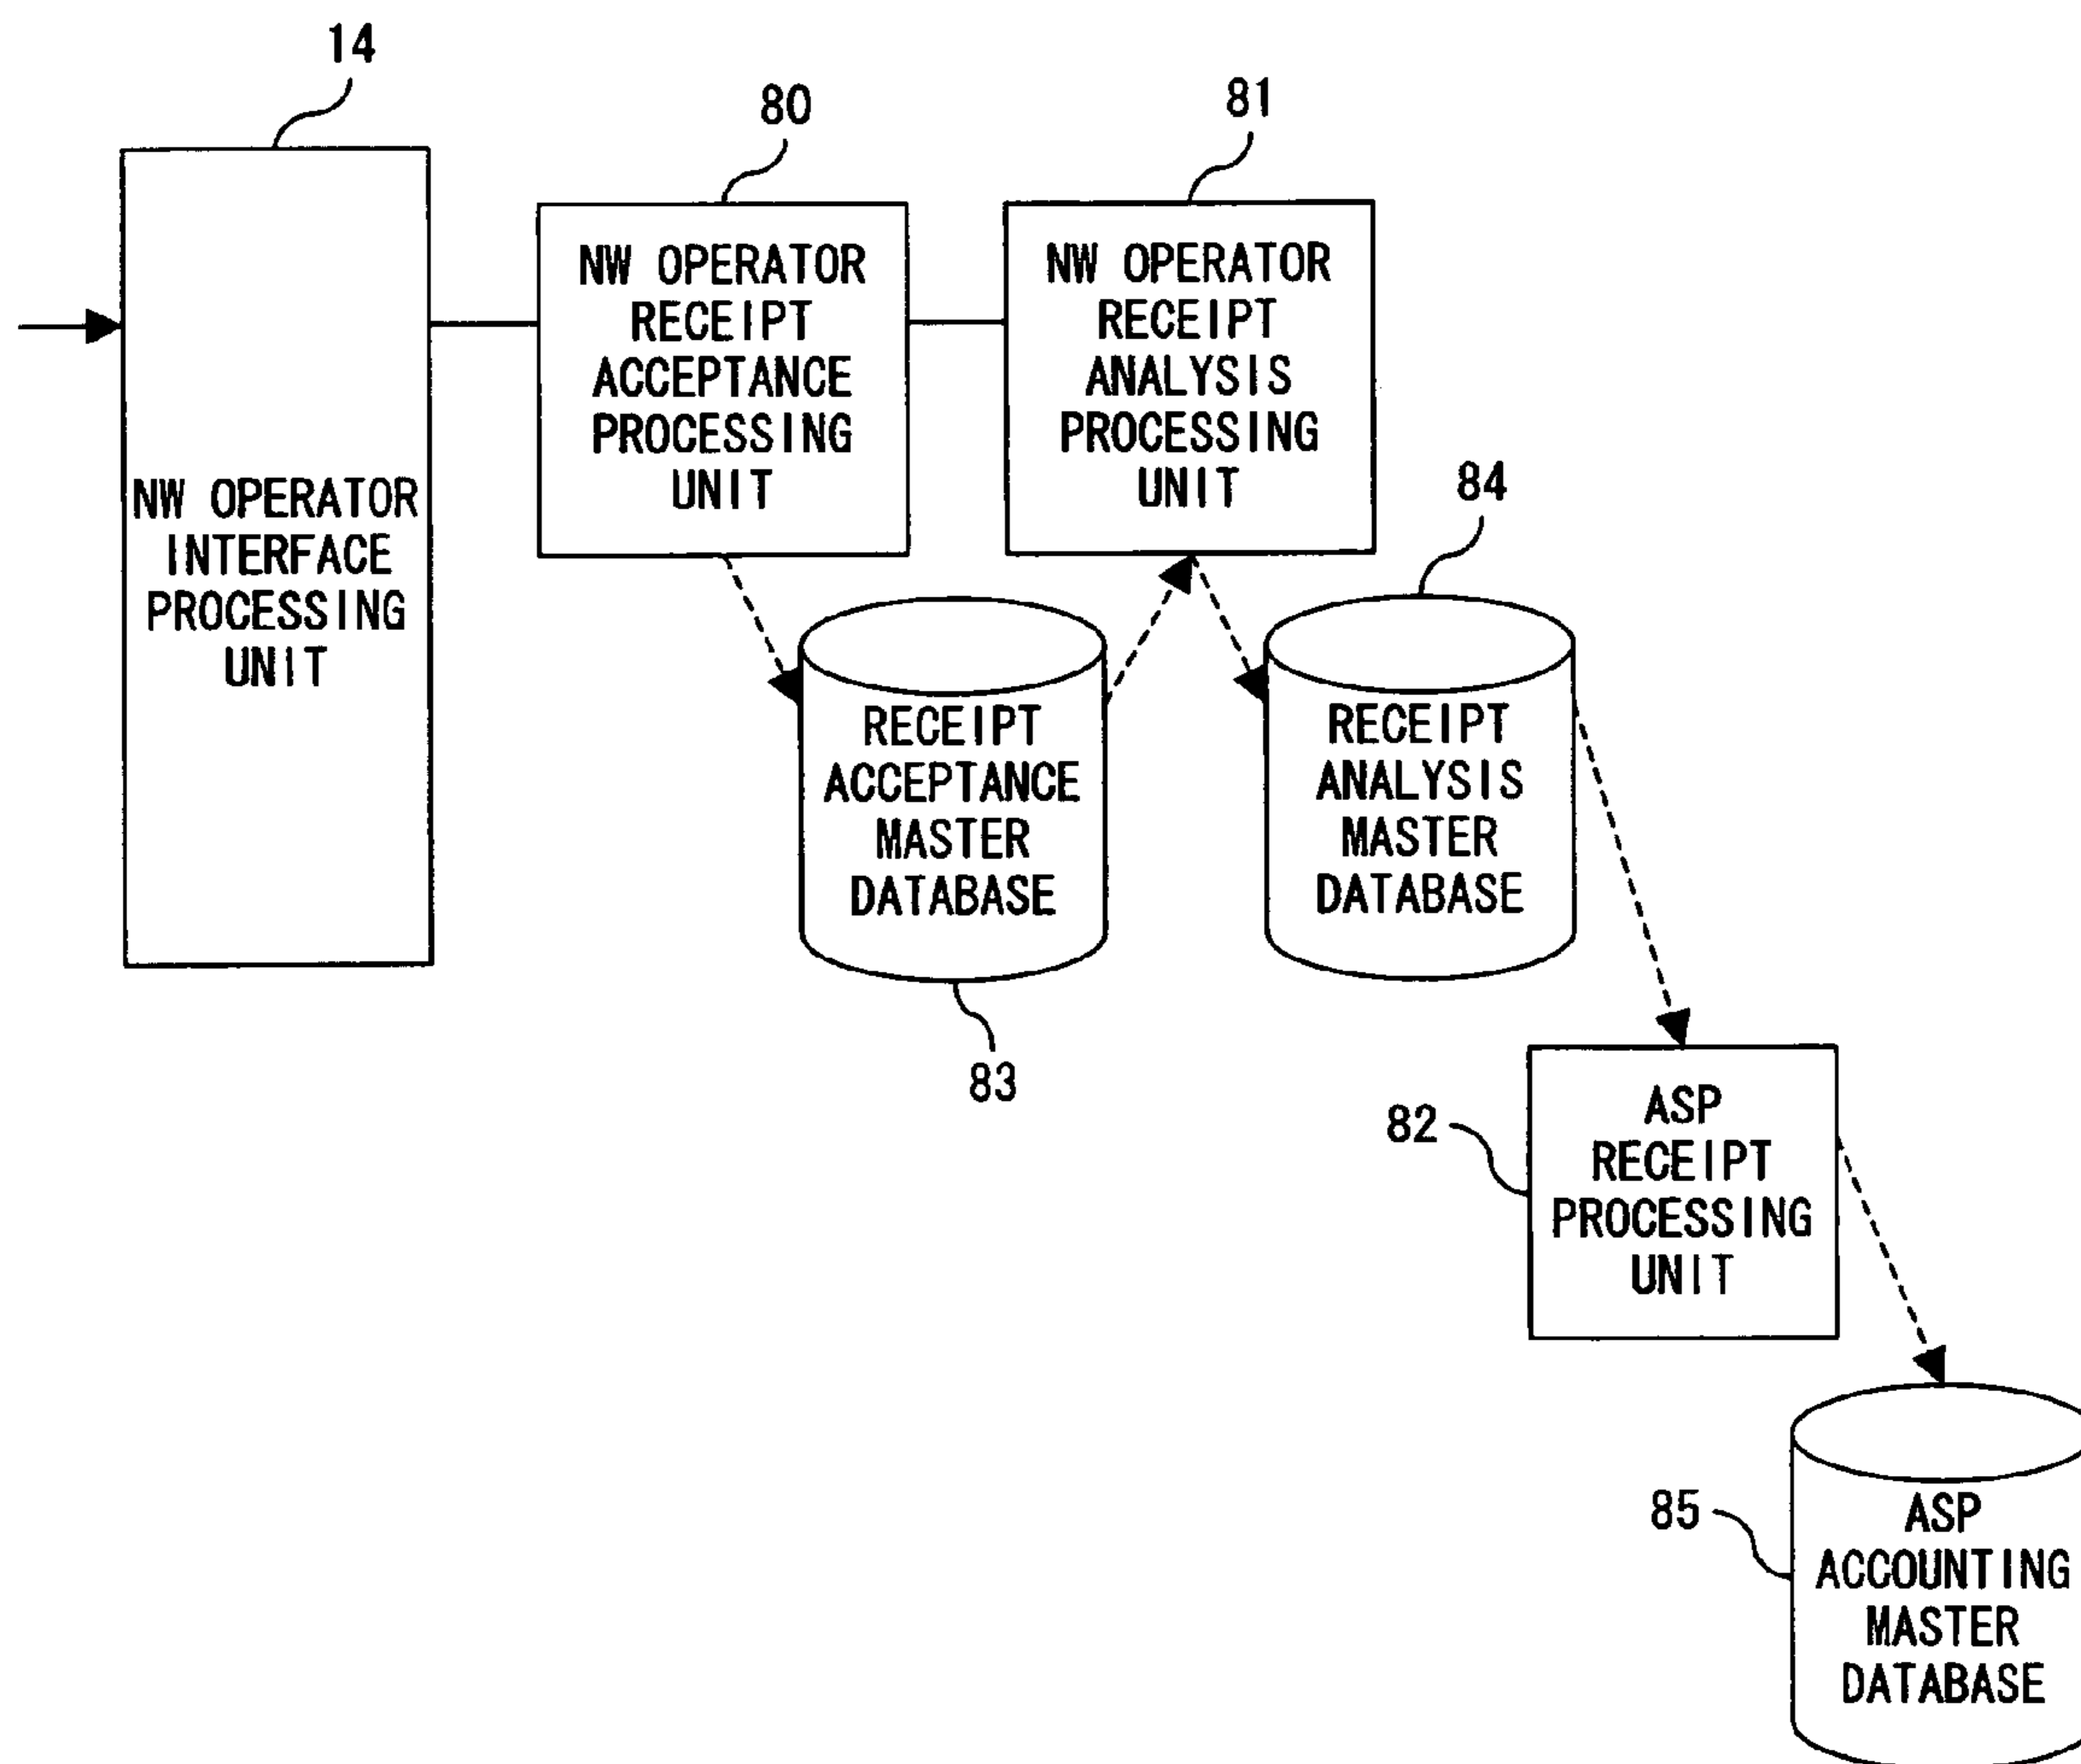 14
80
81
NW OPERATOR
INTERFACE
PROCESSING
UNIT
NW OPERATOR
RECEIPT
ACCEPTANCE
PROCESSING
UNIT
NW OPERATOR
RECEIPT
ANALYSIS
PROCESSING
UNIT
84
RECEIPT
ACCEPTANCE
MASTER
DATABASE
RECEIPT
ANALYSIS
MASTER
DATABASE
83
82
ASP
RECEIPT
PROCESSING
UNIT
85
ASP
ACCOUNTING
MASTER
DATABASE